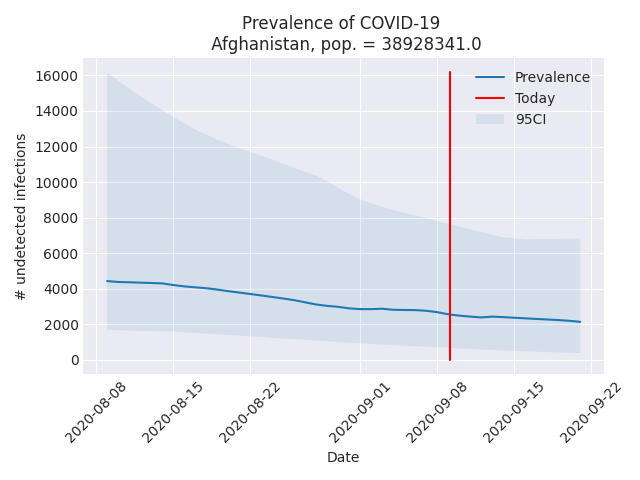 Prevalence of COVID-19
Afghanistan, pop. = 38928341.0
Prevalence
Today
95CI
# undetected infections
16000
14000
12000
10000
8000
6000
4000
2000
0
2020-08-08
2020-08-15
2020-08-22
2020-09-01
2020-09-08
2020-09-15
2020-09-22
Date